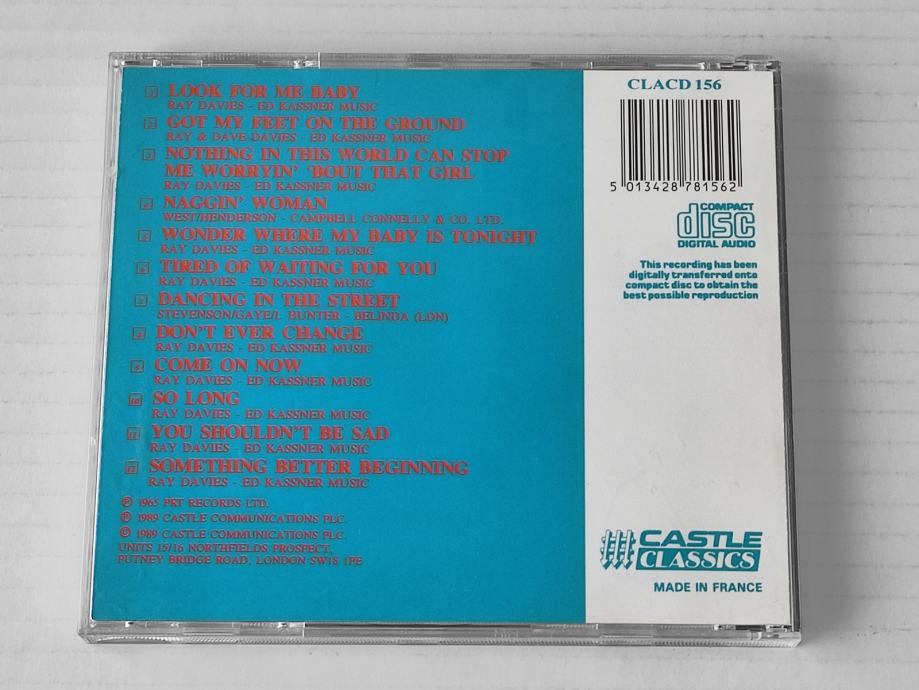 1 LOOK FOR ME BABY
RAY DAVIES - ED KASSNER MUSIC
2 GOT MY FEET ON THE GROUND
RAY & DAVE DAVIES - ED KASSNER MUSIC
3 NOTHING IN THIS WORLD CAN STOP
ME WORRYIN' 'BOUT THAT GIRL
RAY DAVIES - ED KASSNER MUSIC
4 NAGGIN' WOMAN
WEST/HENDERSON - CAMPBELL CONNELLY & CO. LTD.
5 WONDER WHERE MY BABY IS TONIGHT
RAY DAVIES - ED KASSNER MUSIC
6 TIRED OF WAITING FOR YOU
RAY DAVIES - ED KASSNER MUSIC
7 DANCING IN THE STREET
STEVENSON/GAYE/I. HUNTER - BELINDA (LDN)
8 DON'T EVER CHANGE
RAY DAVIES - ED KASSNER MUSIC
9 COME ON NOW
RAY DAVIES - ED KASSNER MUSIC
10 SO LONG
RAY DAVIES - ED KASSNER MUSIC
11 YOU SHOULDN'T BE SAD
RAY DAVIES - ED KASSNER MUSIC
12 SOMETHING BETTER BEGINNING
RAY DAVIES - ED KASSNER MUSIC
℗ 1965 PRT RECORDS LTD.
℗ 1989 CASTLE COMMUNICATIONS PLC.
© 1989 CASTLE COMMUNICATIONS PLC.
UNITS 15/16 NORTHFIELDS PROSPECT,
PUTNEY BRIDGE ROAD, LONDON SW18 1PE
CLACD 156
5 013428 781562
COMPACT
disc
DIGITAL AUDIO
This recording has been
digitally transferred onto
compact disc to obtain the
best possible reproduction
CASTLE
CLASSICS
MADE IN FRANCE